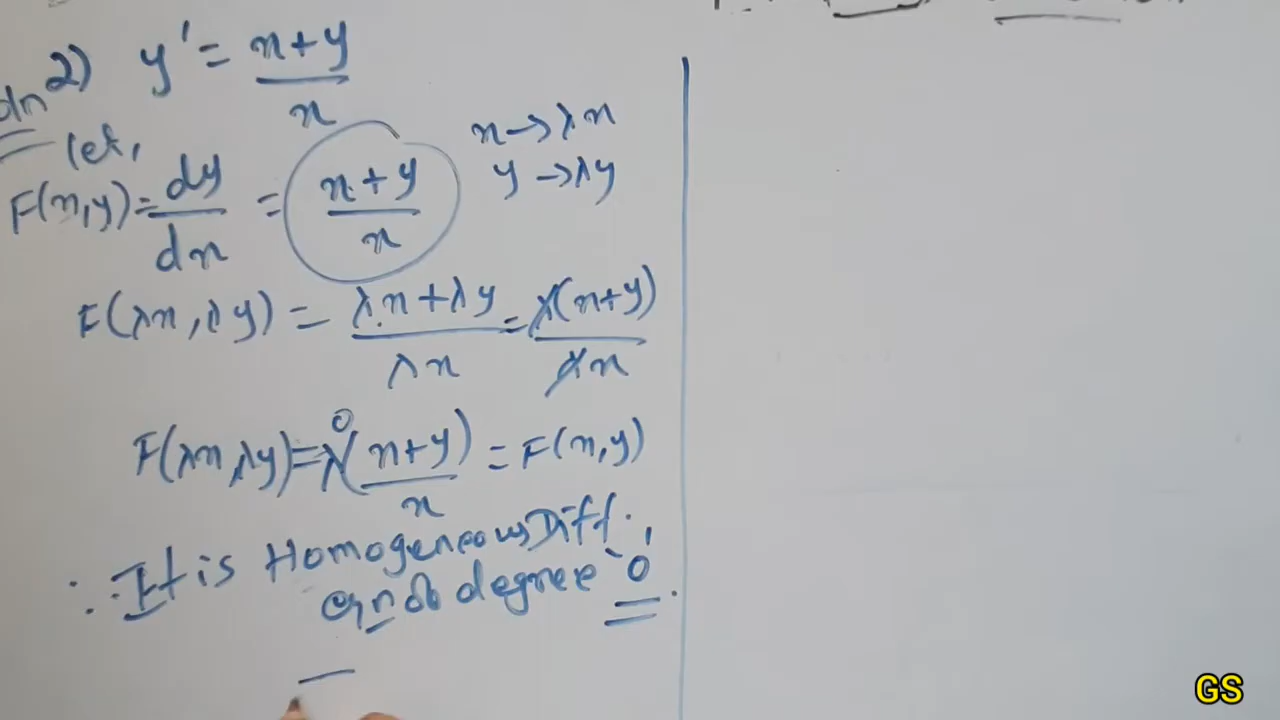 2) y' = x+y
x
let,
F(x,y) = dy/dx = x+y/x
x → λx
y → λy
F(λx, λy) = λ.x + λy/λx = λ(x+y)/λx
F(λx, λy) = λ⁰(x+y/x) = F(x,y)
∴ It is Homogeneous Diff.
eqn of degree '0'.
GS